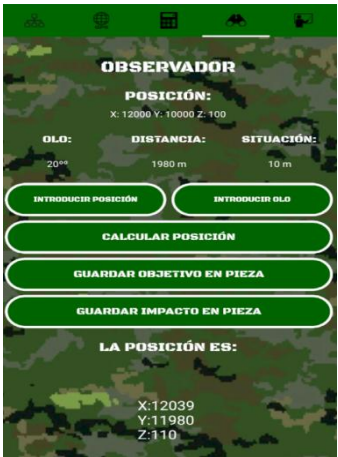 OBSERVADOR
POSICIÓN:
X: 12000 Y: 10000 Z: 100
OLO: DISTANCIA: SITUACIÓN:
20ºº 1980 m 10 m
INTRODUCIR POSICIÓN INTRODUCIR OLO
CALCULAR POSICIÓN
GUARDAR OBJETIVO EN PIEZA
GUARDAR IMPACTO EN PIEZA
LA POSICIÓN ES:
X:12039
Y:11980
Z:110